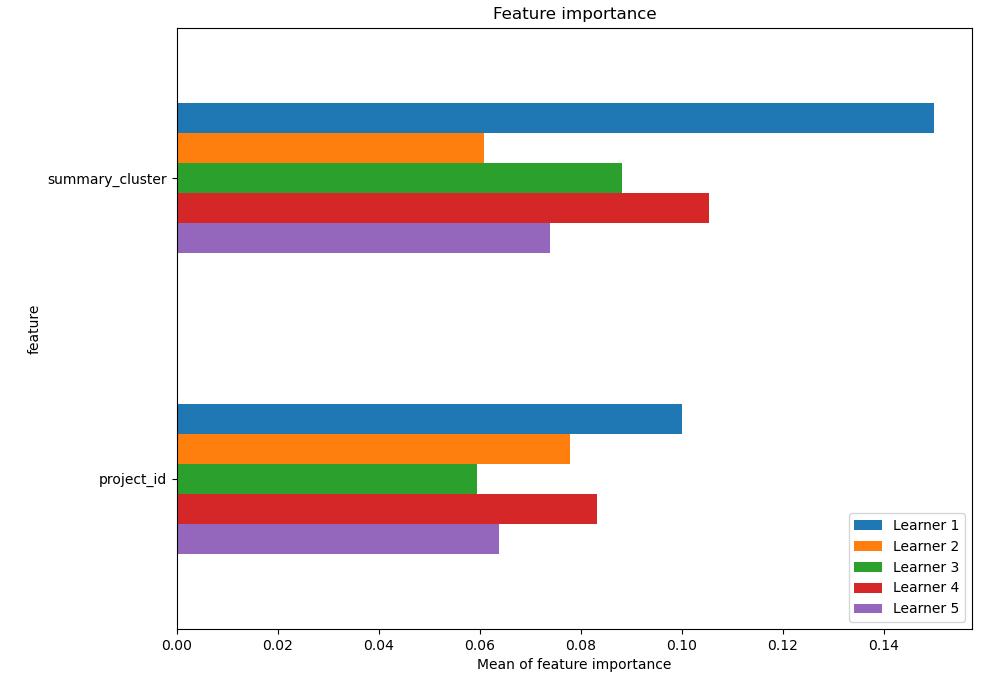 Feature importance
summary_cluster
feature
project_id
Learner 1
Learner 2
Learner 3
Learner 4
Learner 5
0.00 0.02 0.04 0.06 0.08 0.10 0.12 0.14
Mean of feature importance